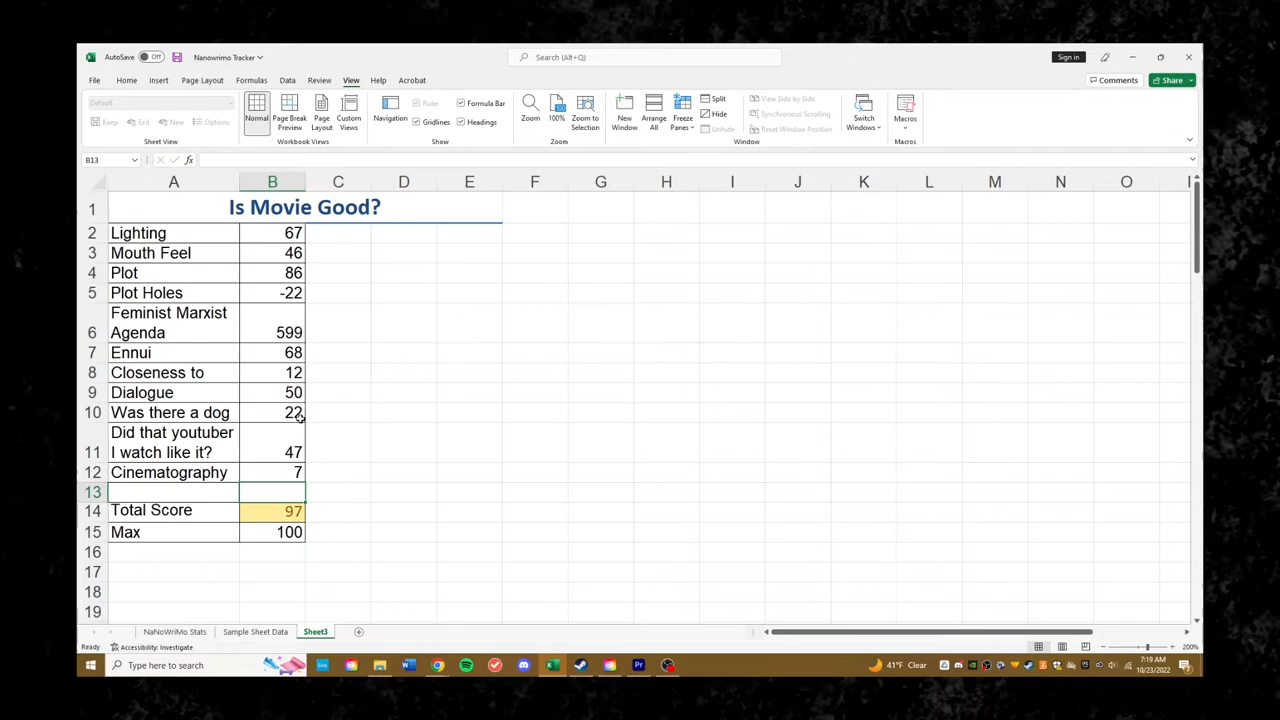 AutoSave Off Nanowrimo Tracker Search (Alt+Q) Sign in
File Home Insert Page Layout Formulas Data Review View Help Acrobat Comments Share
Default Ruler Formula Bar Split View Side by Side
Keep Exit New Options Normal Page Break Preview Page Layout Custom Views Navigation Gridlines Headings Zoom 100% Zoom to Selection New Window Arrange All Freeze Panes Hide Synchronous Scrolling Switch Windows Macros
Unhide Reset Window Position
Sheet View Workbook Views Show Zoom Window Macros
B13 fx
A B C D E F G H I J K L M N O
1 Is Movie Good?
2 Lighting 67
3 Mouth Feel 46
4 Plot 86
5 Plot Holes -22
Feminist Marxist
6 Agenda 599
7 Ennui 68
8 Closeness to 12
9 Dialogue 50
10 Was there a dog 22
Did that youtuber
11 I watch like it? 47
12 Cinematography 7
13
14 Total Score 97
15 Max 100
16
17
18
19
NaNoWriMo Stats Sample Sheet Data Sheet3
Ready Accessibility: Investigate 200%
Type here to search 41°F Clear 7:19 AM
10/23/2022